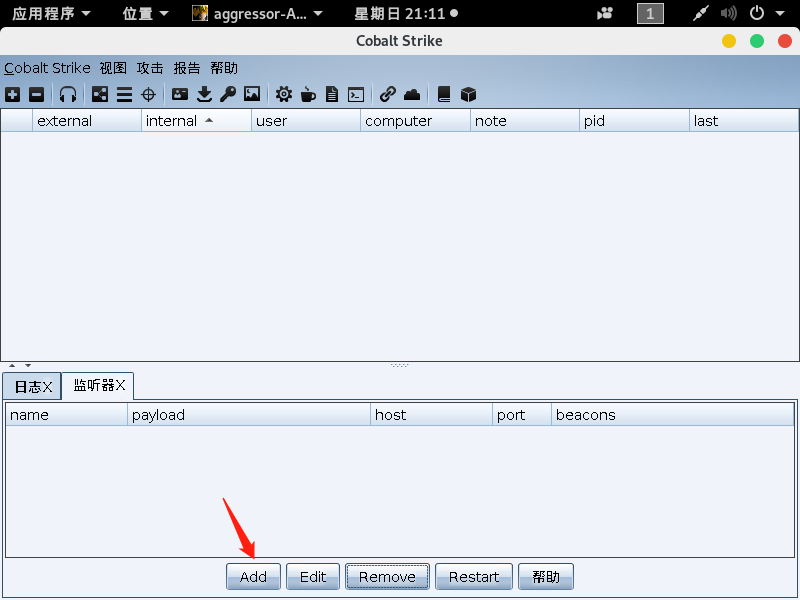 应用程序 位置 aggressor-A... 星期日 21:11 1
Cobalt Strike
Cobalt Strike 视图 攻击 报告 帮助
external internal user computer note pid last
日志X 监听器X
name payload host port beacons
Add Edit Remove Restart 帮助